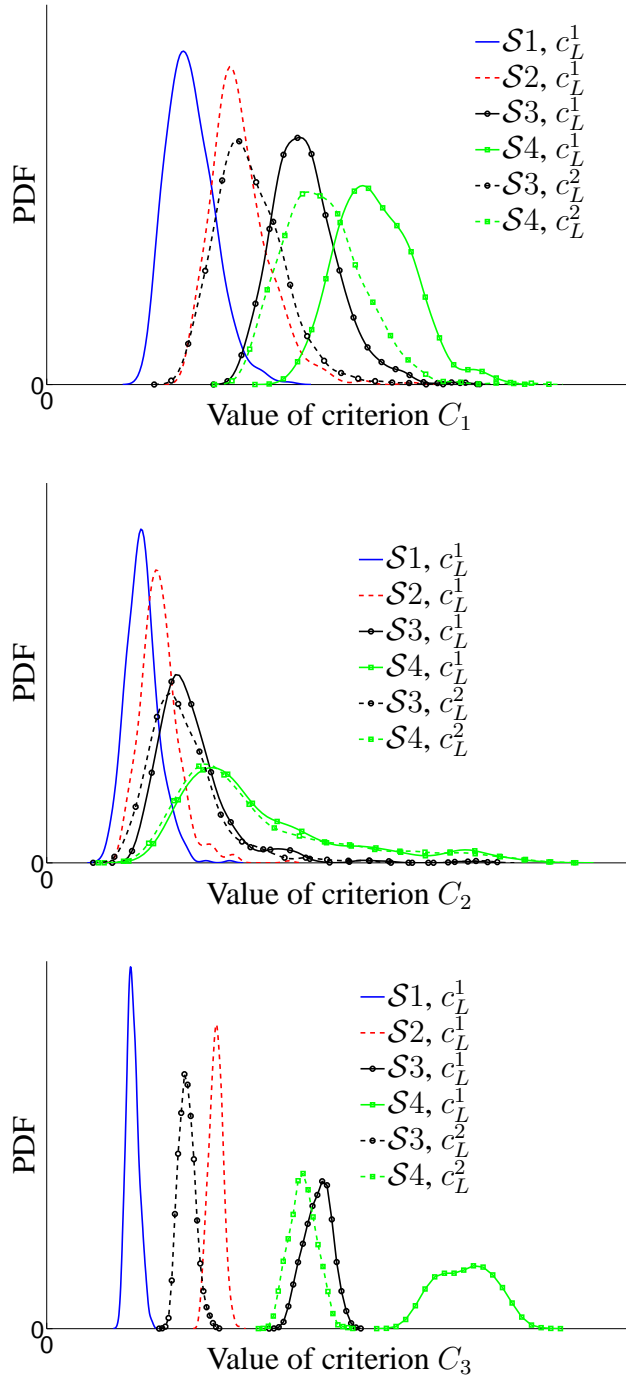 𝒮1, c_L^1
𝒮2, c_L^1
𝒮3, c_L^1
𝒮4, c_L^1
𝒮3, c_L^2
𝒮4, c_L^2
PDF
0
0
Value of criterion C_1
𝒮1, c_L^1
𝒮2, c_L^1
𝒮3, c_L^1
𝒮4, c_L^1
𝒮3, c_L^2
𝒮4, c_L^2
PDF
0
0
Value of criterion C_2
𝒮1, c_L^1
𝒮2, c_L^1
𝒮3, c_L^1
𝒮4, c_L^1
𝒮3, c_L^2
𝒮4, c_L^2
PDF
0
0
Value of criterion C_3